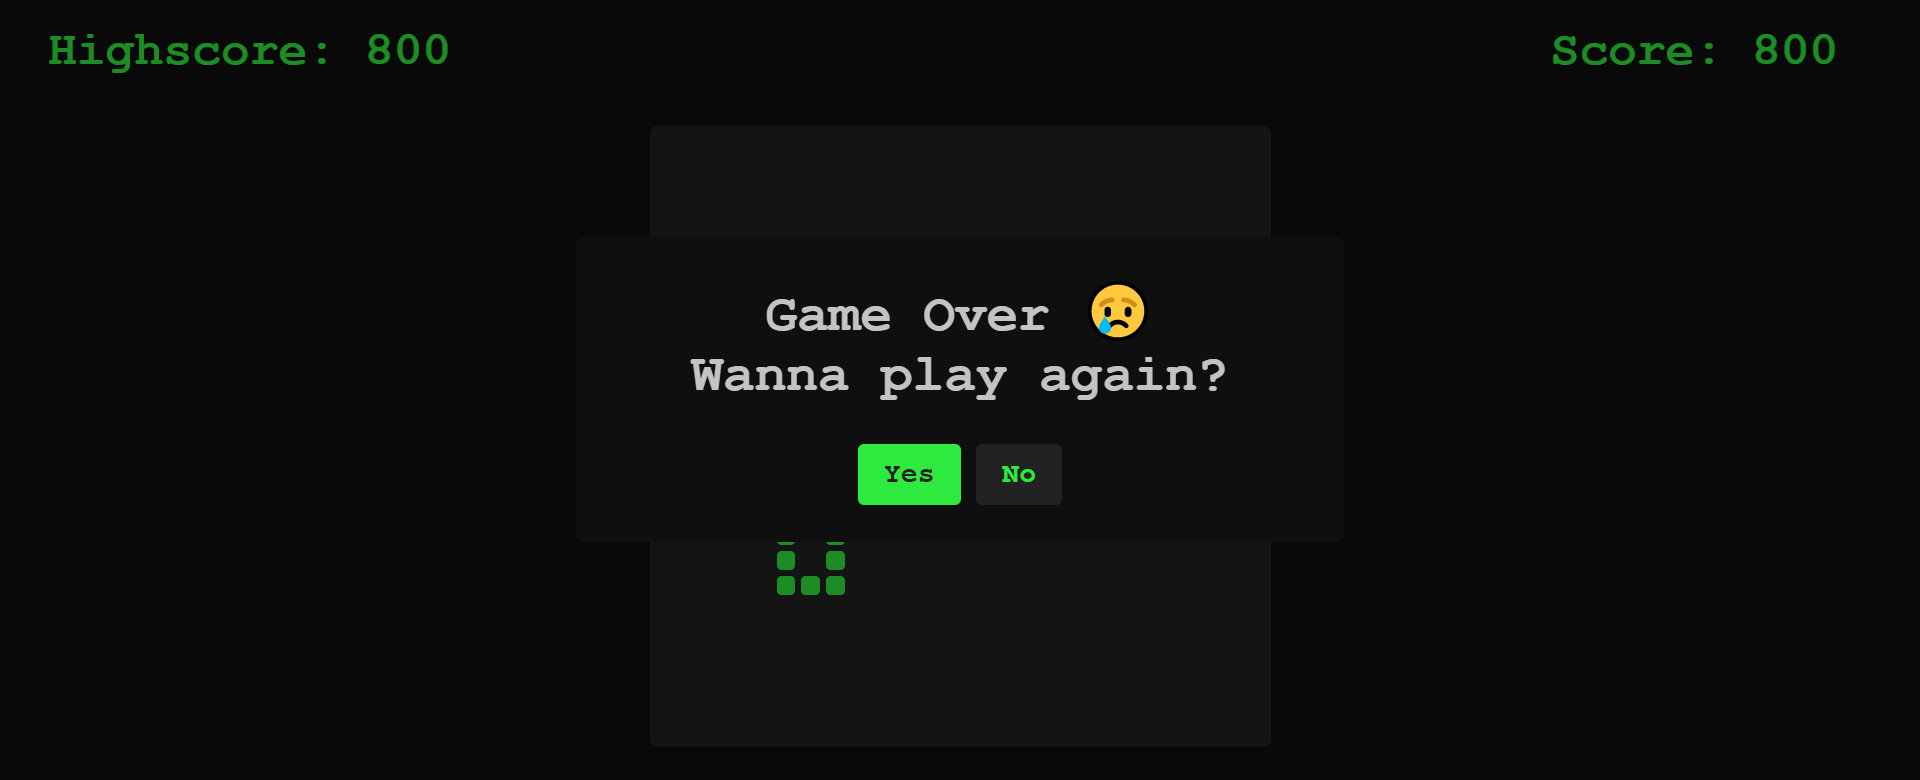 Highscore: 800
Score: 800
Game Over 😢
Wanna play again?
Yes
No